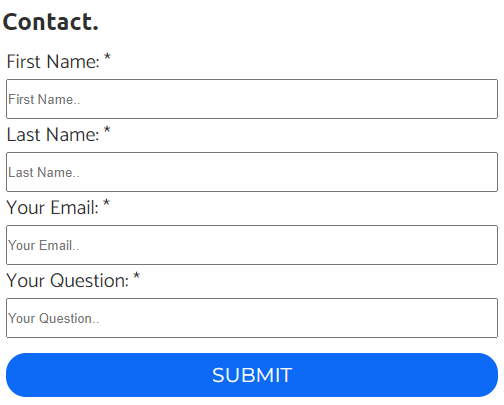 Contact.
First Name: *
First Name..
Last Name: *
Last Name..
Your Email: *
Your Email..
Your Question: *
Your Question..
SUBMIT